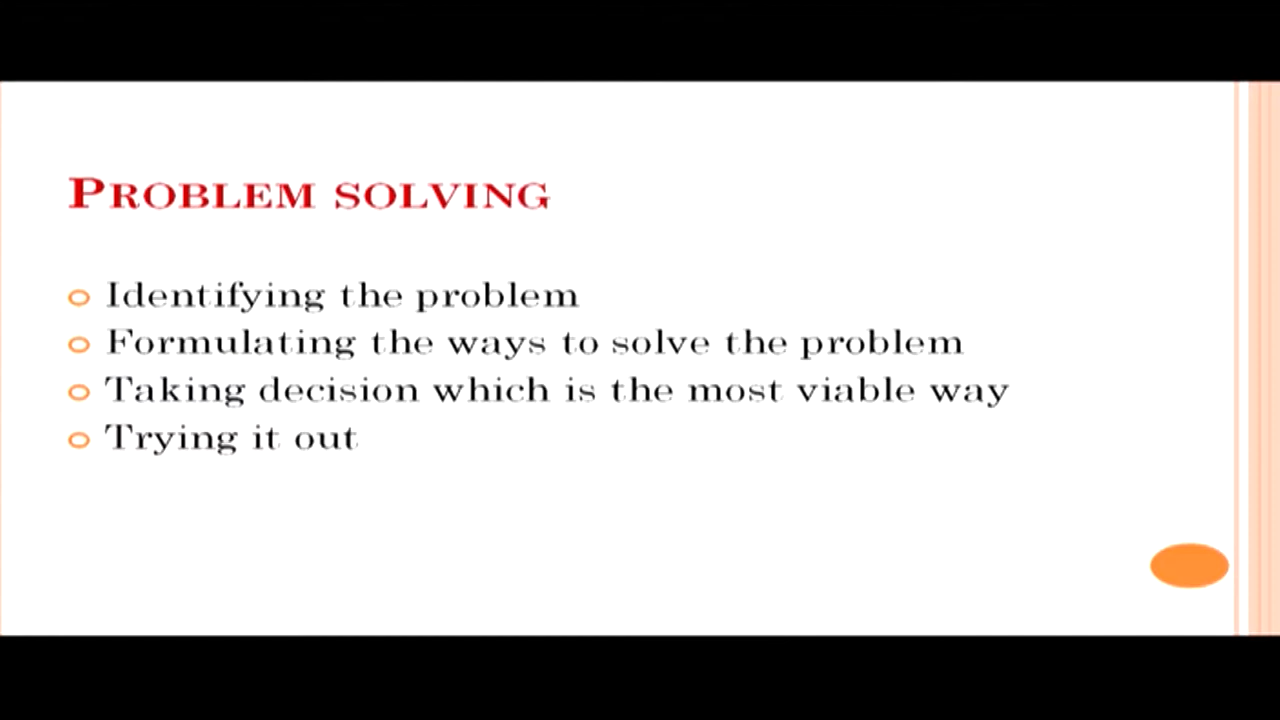 PROBLEM SOLVING
Identifying the problem
Formulating the ways to solve the problem
Taking decision which is the most viable way
Trying it out